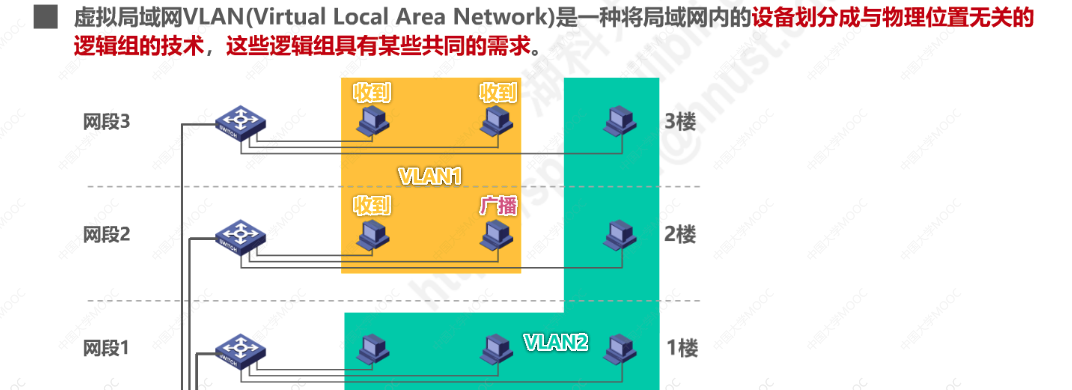 虚拟局域网VLAN(Virtual Local Area Network)是一种将局域网内的设备划分成与物理位置无关的
逻辑组的技术，这些逻辑组具有某些共同的需求。
收到 收到
网段3 3楼
VLAN1
收到 广播
网段2 2楼
VLAN2
网段1 1楼